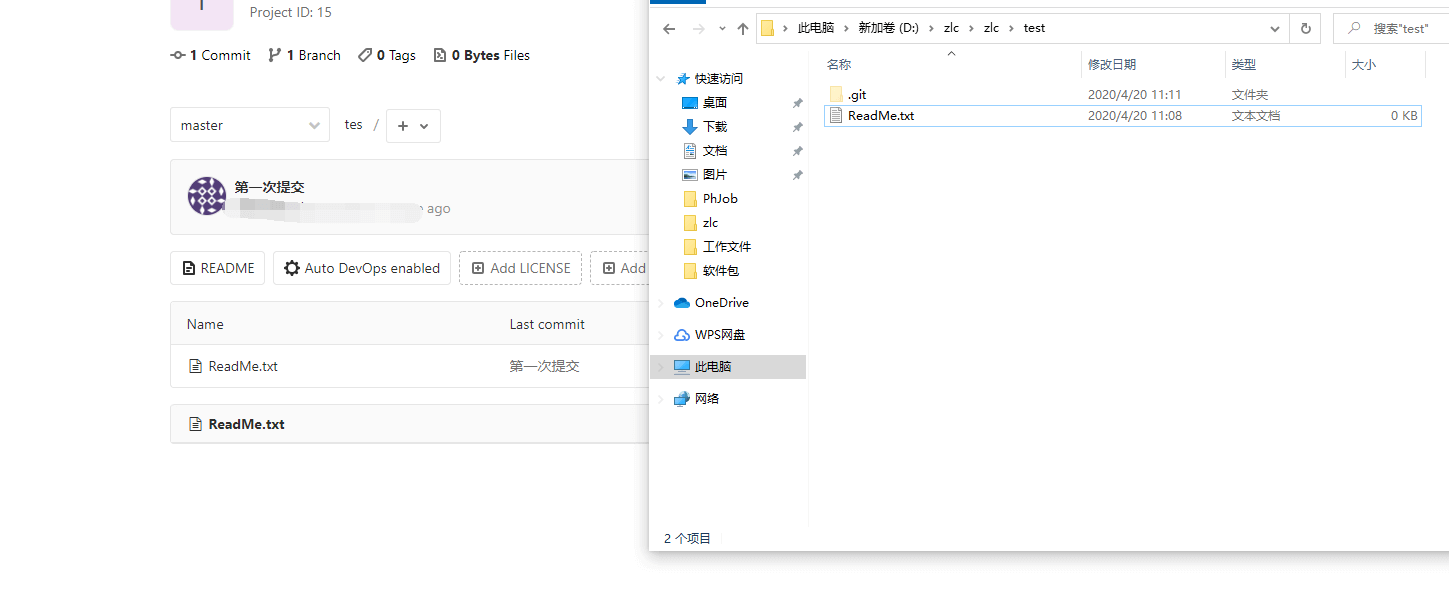 Project ID: 15
1 Commit 1 Branch 0 Tags 0 Bytes Files
master tes / +
第一次提交
ago
README Auto DevOps enabled Add LICENSE Add
Name Last commit
ReadMe.txt 第一次提交
ReadMe.txt
此电脑 › 新加卷 (D:) › zlc › zlc › test
搜索"test"
快速访问
桌面
下载
文档
图片
PhJob
zlc
工作文件
软件包
OneDrive
WPS网盘
此电脑
网络
名称 修改日期 类型 大小
.git 2020/4/20 11:11 文件夹
ReadMe.txt 2020/4/20 11:08 文本文档 0 KB
2 个项目